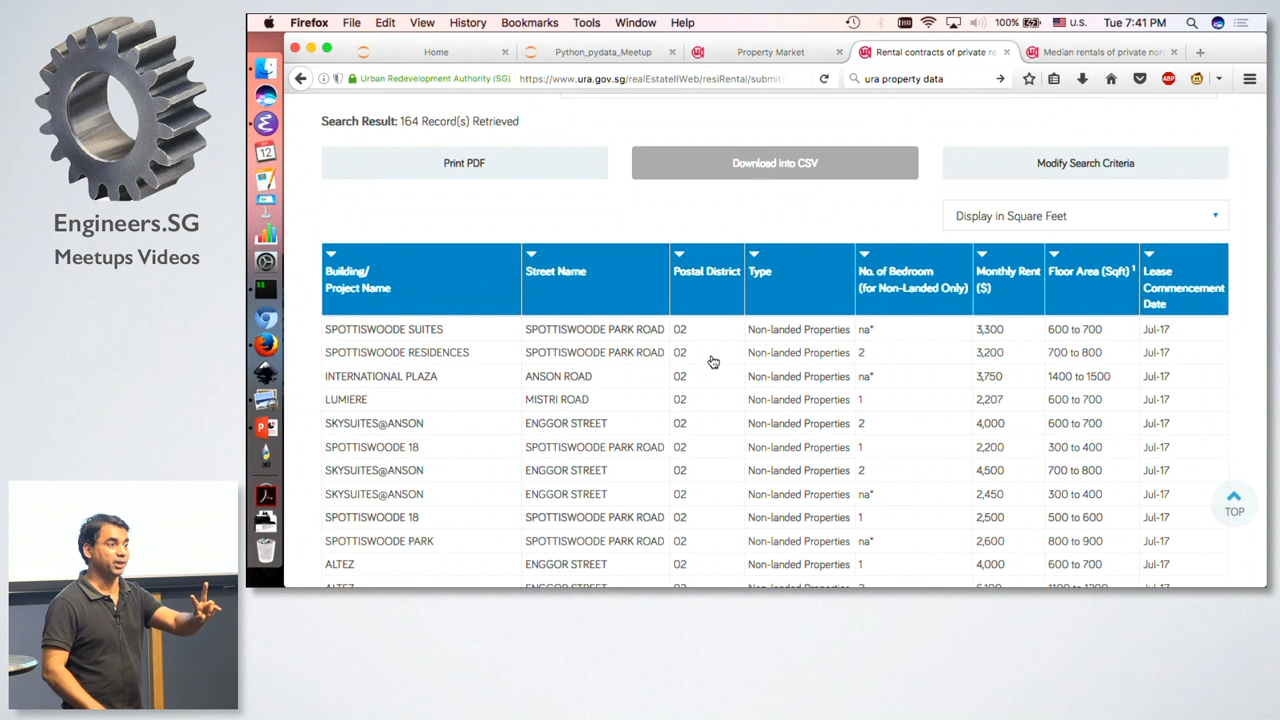 Firefox File Edit View History Bookmarks Tools Window Help 100% U.S. Tue 7:41 PM
Home Python_pydata_Meetup Property Market Rental contracts of private re Median rentals of private non
Urban Redevelopment Authority (SG) https://www.ura.gov.sg/realEstateIIWeb/resiRental/submit ura property data
Search Result: 164 Record(s) Retrieved
Print PDF Download into CSV Modify Search Criteria
Display in Square Feet
Building/
Project Name
Street Name
Postal District
Type
No. of Bedroom
(for Non-Landed Only)
Monthly Rent
($)
Floor Area (Sqft) 1
Lease
Commencement
Date
SPOTTISWOODE SUITES SPOTTISWOODE PARK ROAD 02 Non-landed Properties na* 3,300 600 to 700 Jul-17
SPOTTISWOODE RESIDENCES SPOTTISWOODE PARK ROAD 02 Non-landed Properties 2 3,200 700 to 800 Jul-17
INTERNATIONAL PLAZA ANSON ROAD 02 Non-landed Properties na* 3,750 1400 to 1500 Jul-17
LUMIERE MISTRI ROAD 02 Non-landed Properties 1 2,207 600 to 700 Jul-17
SKYSUITES@ANSON ENGGOR STREET 02 Non-landed Properties 2 4,000 600 to 700 Jul-17
SPOTTISWOODE 18 SPOTTISWOODE PARK ROAD 02 Non-landed Properties 1 2,200 300 to 400 Jul-17
SKYSUITES@ANSON ENGGOR STREET 02 Non-landed Properties 2 4,500 700 to 800 Jul-17
SKYSUITES@ANSON ENGGOR STREET 02 Non-landed Properties na* 2,450 300 to 400 Jul-17
SPOTTISWOODE 18 SPOTTISWOODE PARK ROAD 02 Non-landed Properties 1 2,500 500 to 600 Jul-17
SPOTTISWOODE PARK SPOTTISWOODE PARK ROAD 02 Non-landed Properties na* 2,600 800 to 900 Jul-17
ALTEZ ENGGOR STREET 02 Non-landed Properties 1 4,000 600 to 700 Jul-17
TOP
Engineers.SG
Meetups Videos
12
ABP